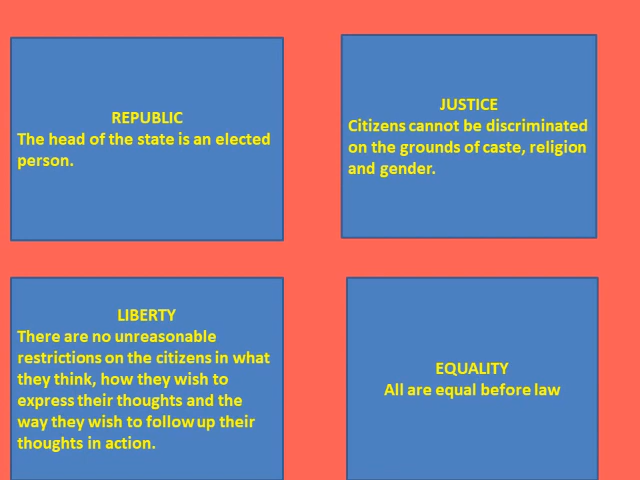 REPUBLIC
The head of the state is an elected
person.
JUSTICE
Citizens cannot be discriminated
on the grounds of caste, religion
and gender.
LIBERTY
There are no unreasonable
restrictions on the citizens in what
they think, how they wish to
express their thoughts and the
way they wish to follow up their
thoughts in action.
EQUALITY
All are equal before law